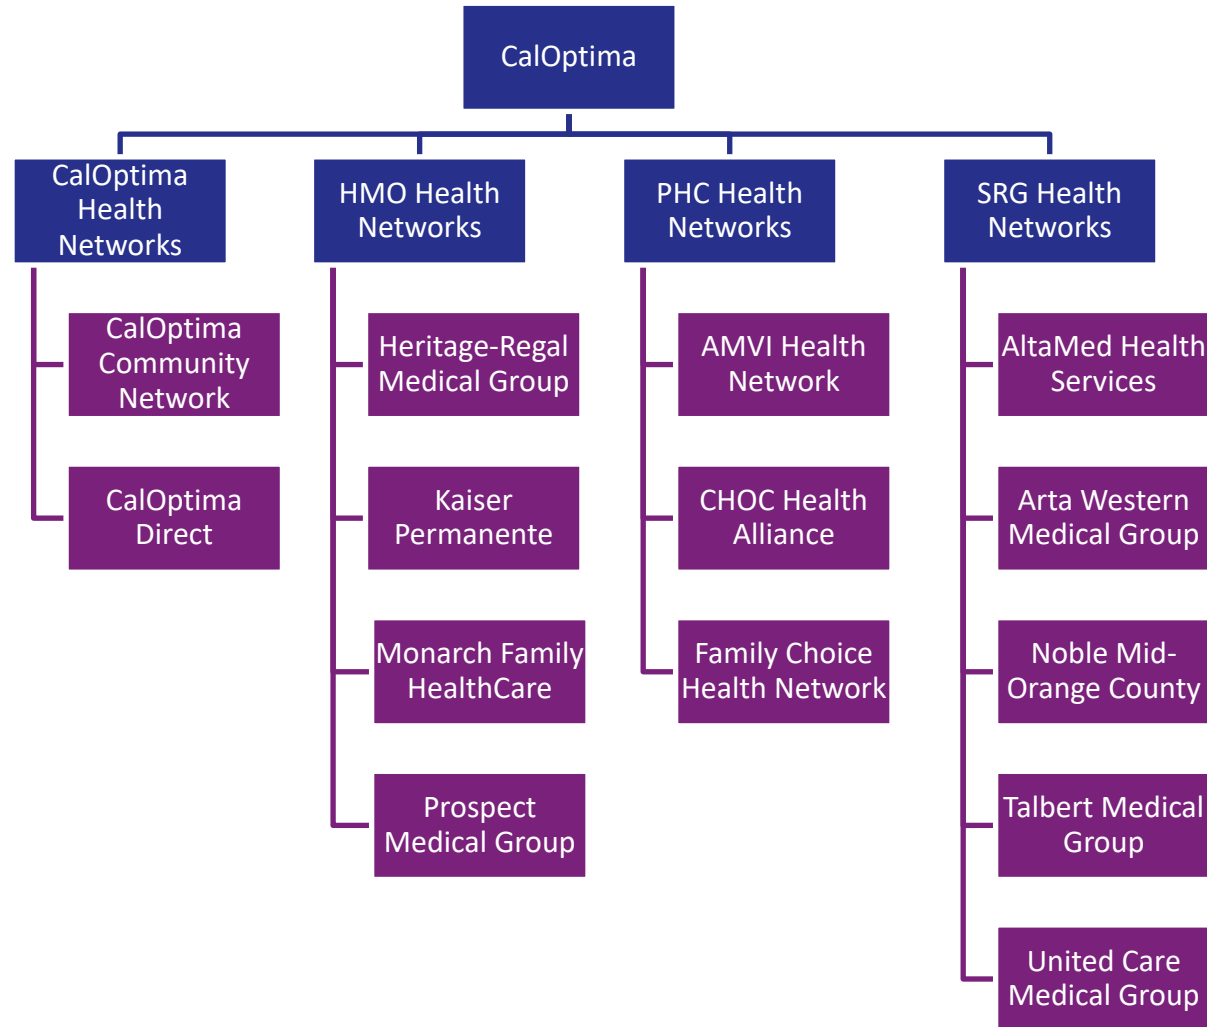 CalOptima
CalOptima
Health
Networks
CalOptima
Community
Network
CalOptima
Direct
HMO Health
Networks
Heritage-Regal
Medical Group
Kaiser
Permanente
Monarch Family
HealthCare
Prospect
Medical Group
PHC Health
Networks
AMVI Health
Network
CHOC Health
Alliance
Family Choice
Health Network
SRG Health
Networks
AltaMed Health
Services
Arta Western
Medical Group
Noble Mid-
Orange County
Talbert Medical
Group
United Care
Medical Group